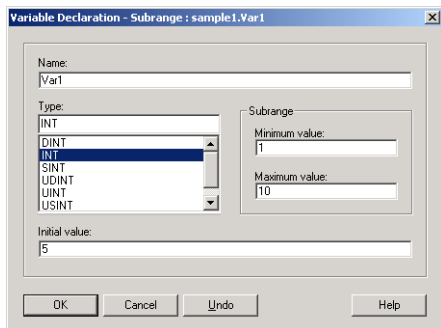 Variable Declaration - Subrange : sample1.Var1
Name:
Var1
Type:
INT
DINT
INT
SINT
UDINT
UINT
USINT
Subrange
Minimum value:
1
Maximum value:
10
Initial value:
5
OK Cancel Undo Help